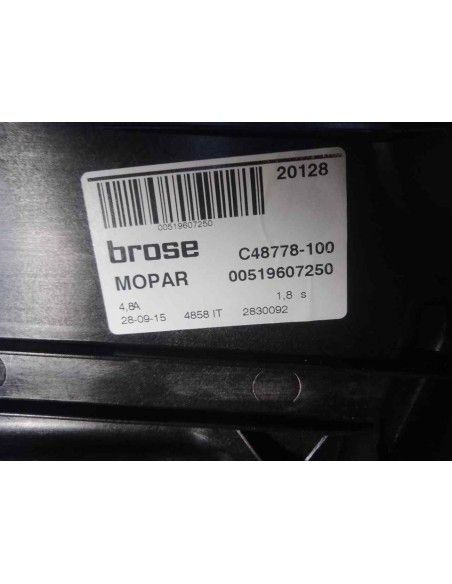 20128
00519607250
brose C48778-100
MOPAR 00519607250
4,8A 1,8 s
28-09-15 4858 IT 2830092